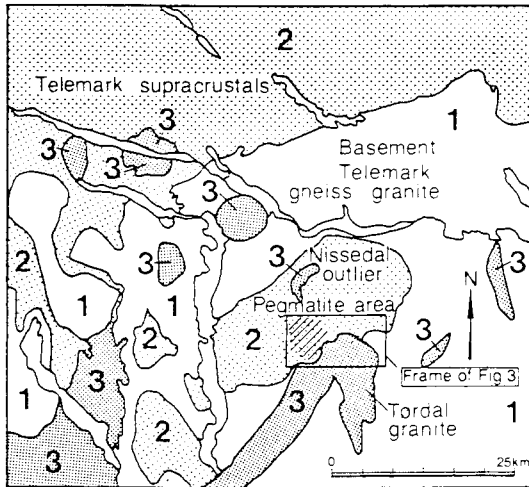 2
Telemark supracrustals
3
3
3
1
Basement
Telemark
gneiss granite
3
2
3
3
Nissedal
outlier
3
1
1
N
Pegmatite area
2
2
3
3
Frame of Fig 3
1
3
Tørdal
granite
1
3
2
0
25km